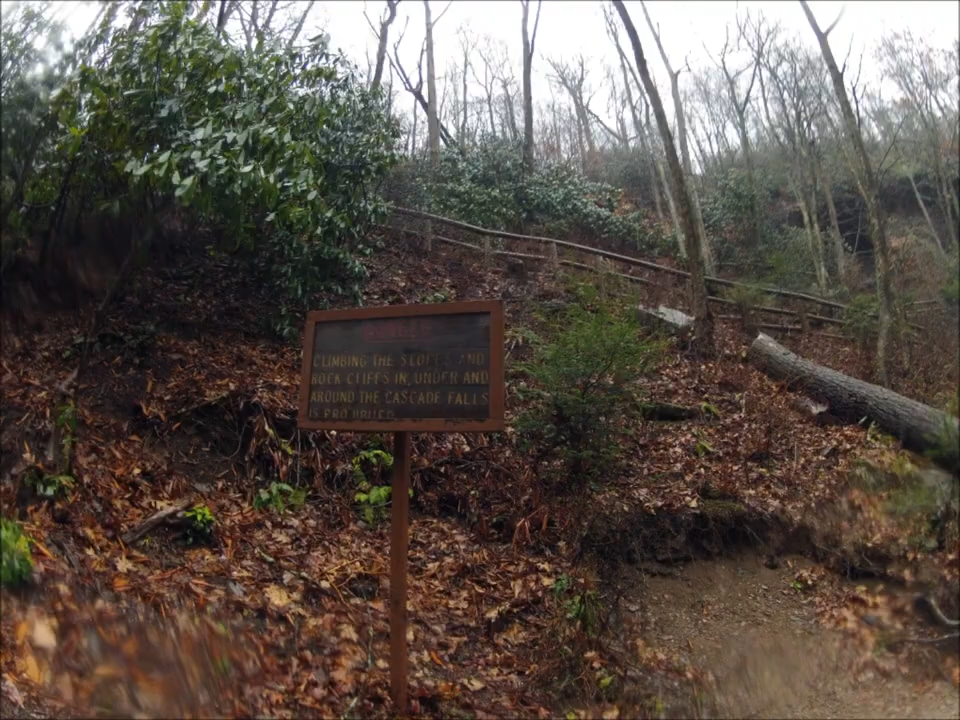 CLIMBING THE SLOPES AND
ROCK CLIFFS IN, UNDER AND
AROUND THE CASCADE FALLS
IS PROHIBITED